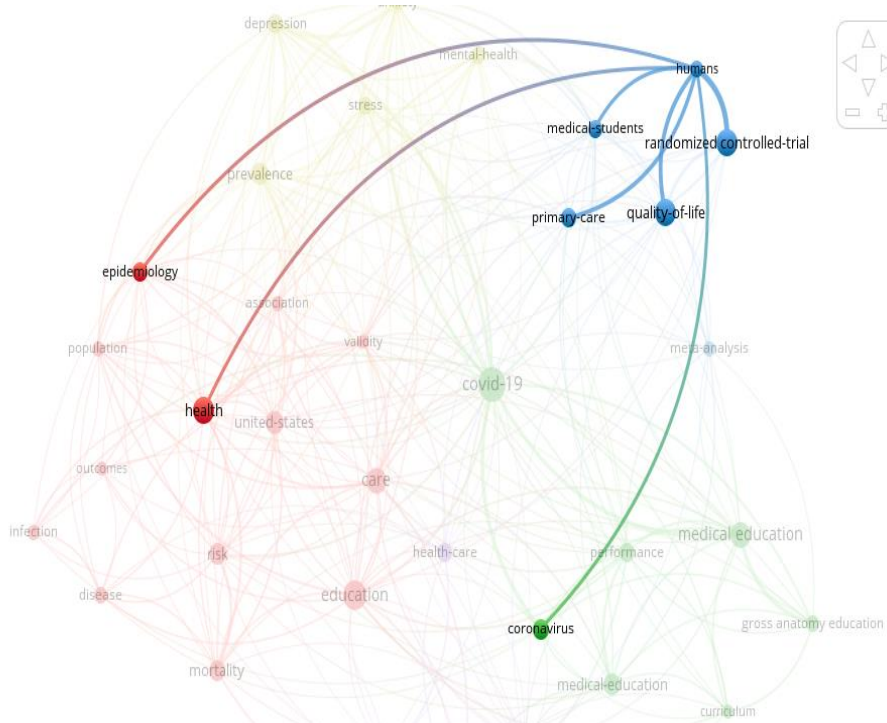 depression
mental-health
humans
stress
medical-students
randomized controlled-trial
prevalence
primary-care
quality-of-life
epidemiology
association
population
validity
meta-analysis
covid-19
health
united-states
outcomes
care
infection
risk
health-care
performance
medical education
disease
education
coronavirus
gross anatomy education
mortality
medical-education
curriculum